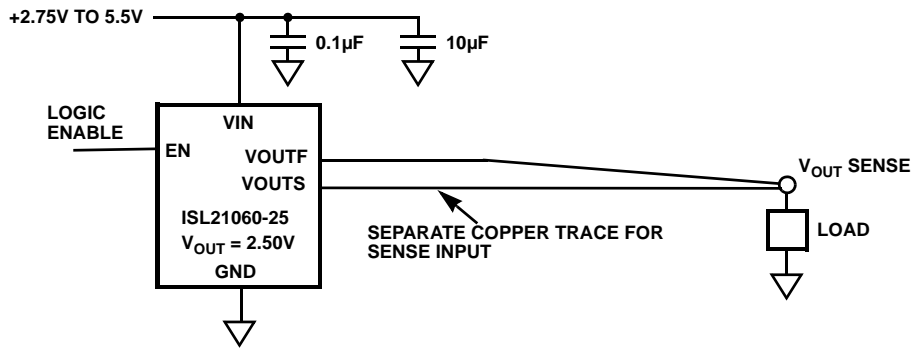 +2.75V TO 5.5V
0.1µF
10µF
LOGIC
ENABLE
VIN
EN
VOUTF
VOUTS
ISL21060-25
VOUT = 2.50V
GND
SEPARATE COPPER TRACE FOR
SENSE INPUT
VOUT SENSE
LOAD